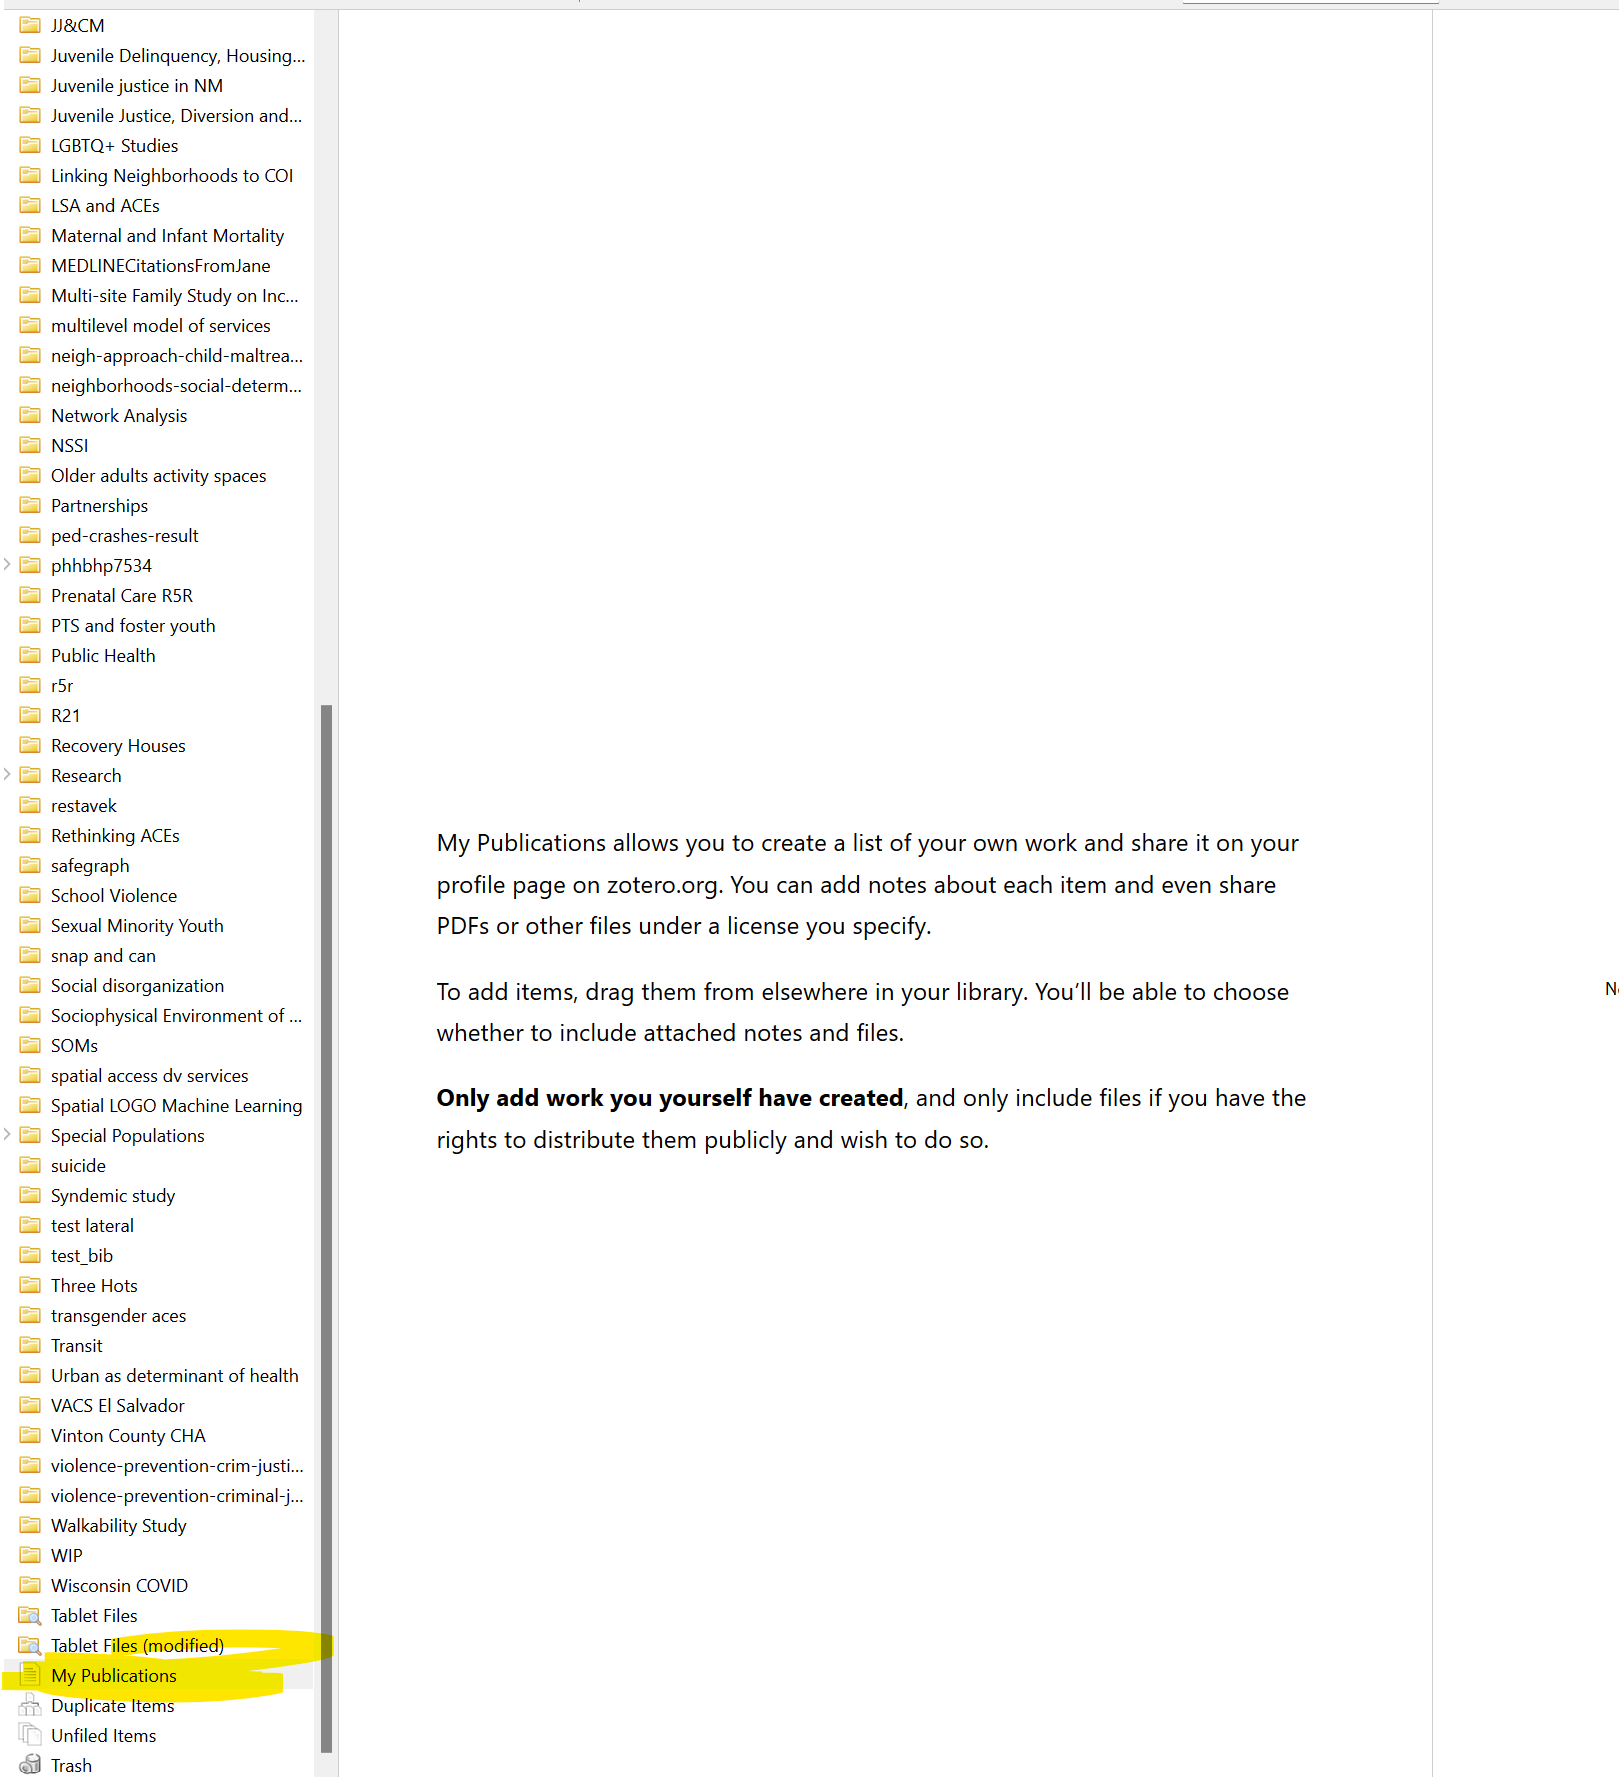 JJ&CM
Juvenile Delinquency, Housing...
Juvenile justice in NM
Juvenile Justice, Diversion and...
LGBTQ+ Studies
Linking Neighborhoods to COI
LSA and ACEs
Maternal and Infant Mortality
MEDLINECitationsFromJane
Multi-site Family Study on Inc...
multilevel model of services
neigh-approach-child-maltrea...
neighborhoods-social-determ...
Network Analysis
NSSI
Older adults activity spaces
Partnerships
ped-crashes-result
phhbhp7534
Prenatal Care R5R
PTS and foster youth
Public Health
r5r
R21
Recovery Houses
Research
restavek
Rethinking ACEs
safegraph
School Violence
Sexual Minority Youth
snap and can
Social disorganization
Sociophysical Environment of ...
SOMs
spatial access dv services
Spatial LOGO Machine Learning
Special Populations
suicide
Syndemic study
test lateral
test_bib
Three Hots
transgender aces
Transit
Urban as determinant of health
VACS El Salvador
Vinton County CHA
violence-prevention-crim-justi...
violence-prevention-criminal-j...
Walkability Study
WIP
Wisconsin COVID
Tablet Files
Tablet Files (modified)
My Publications
Duplicate Items
Unfiled Items
Trash
My Publications allows you to create a list of your own work and share it on your
profile page on zotero.org. You can add notes about each item and even share
PDFs or other files under a license you specify.
To add items, drag them from elsewhere in your library. You’ll be able to choose
whether to include attached notes and files.
Only add work you yourself have created, and only include files if you have the
rights to distribute them publicly and wish to do so.